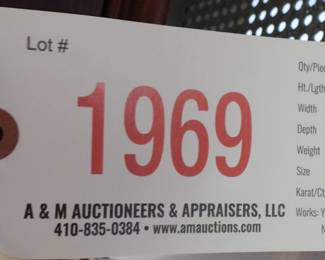 Lot #
1969
A & M AUCTIONEERS & APPRAISERS, LLC
410-835-0384 • www.amauctions.com
Qty/Pie
Ht./Lgth
Width
Depth
Weight
Size
Karat/Ct
Works: Y